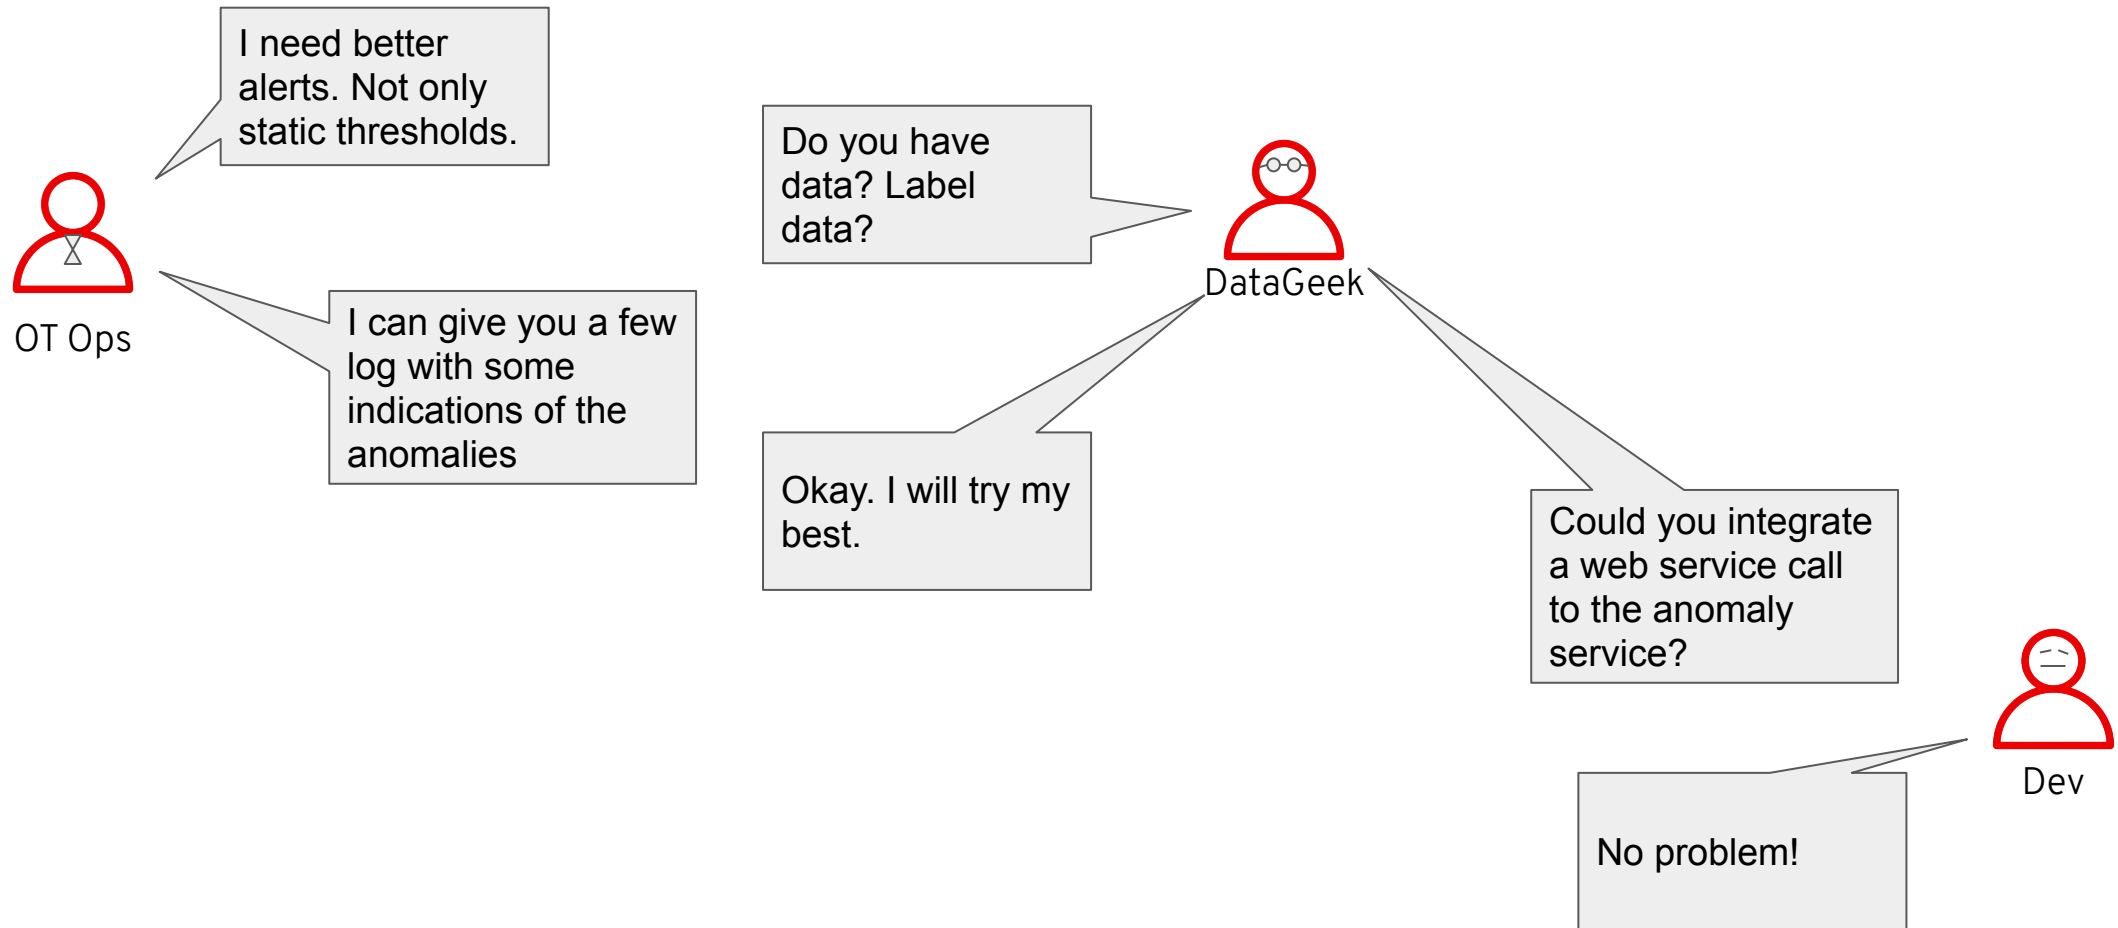 I need better
alerts. Not only
static thresholds.
OT Ops
I can give you a few
log with some
indications of the
anomalies
Do you have
data? Label
data?
DataGeek
Okay. I will try my
best.
Could you integrate
a web service call
to the anomaly
service?
Dev
No problem!